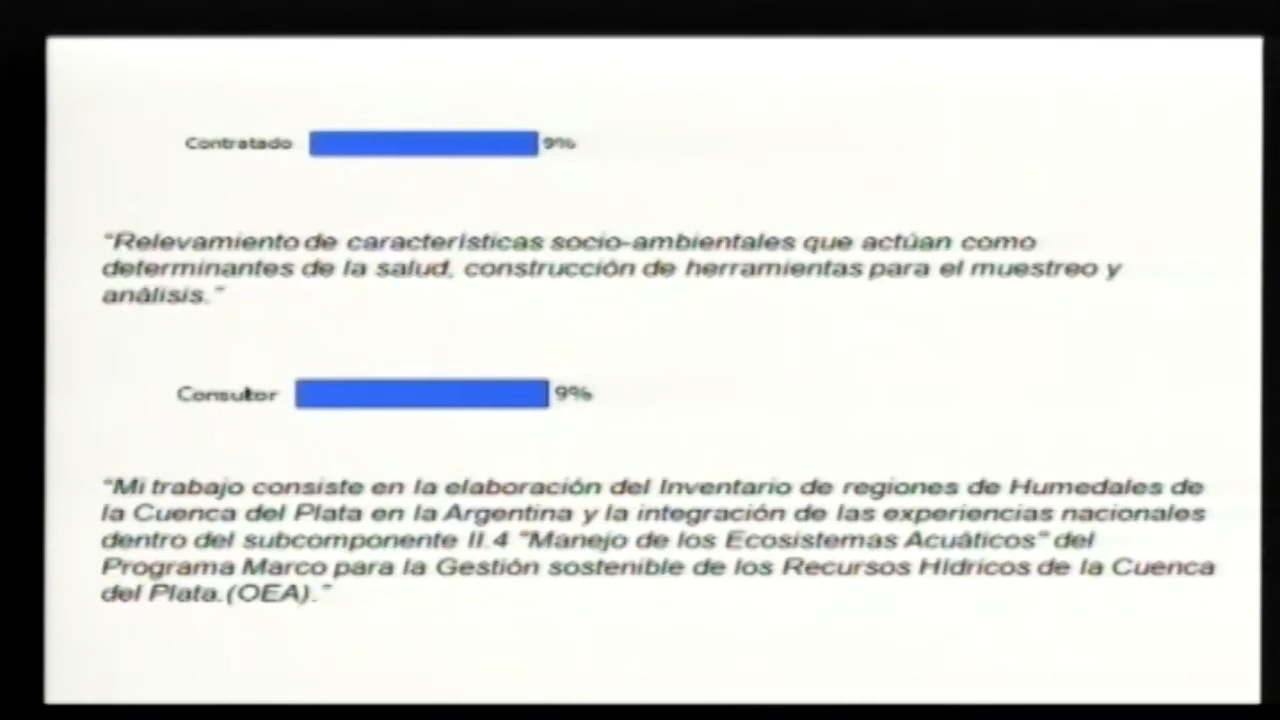 Contratado 9%
“Relevamiento de características socio-ambientales que actúan como
determinantes de la salud, construcción de herramientas para el muestreo y
análisis.”
Consultor 9%
“Mi trabajo consiste en la elaboración del Inventario de regiones de Humedales de
la Cuenca del Plata en la Argentina y la integración de las experiencias nacionales
dentro del subcomponente II.4 "Manejo de los Ecosistemas Acuáticos" del
Programa Marco para la Gestión sostenible de los Recursos Hídricos de la Cuenca
del Plata.(OEA).”